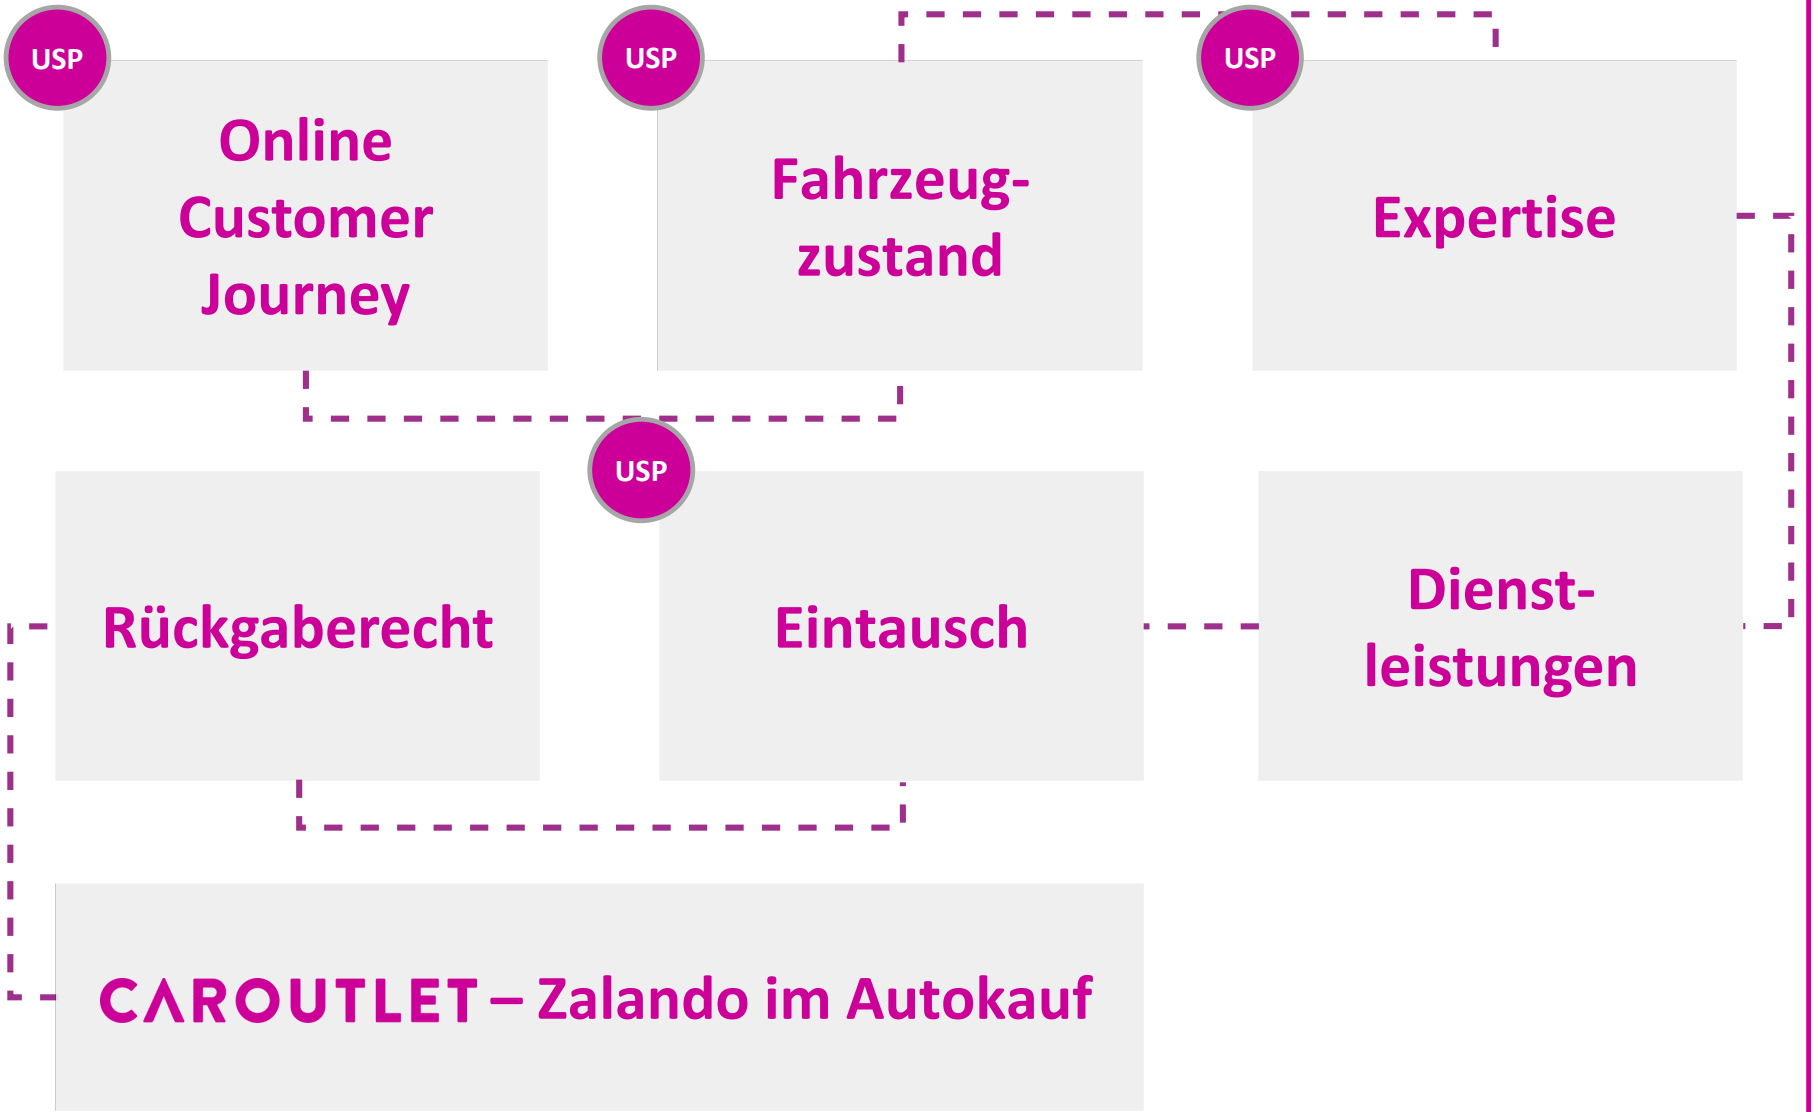 USP
Online
Customer
Journey
USP
Fahrzeug-
zustand
USP
Expertise
Rückgaberecht
USP
Eintausch
Dienst-
leistungen
CAROUTLET – Zalando im Autokauf